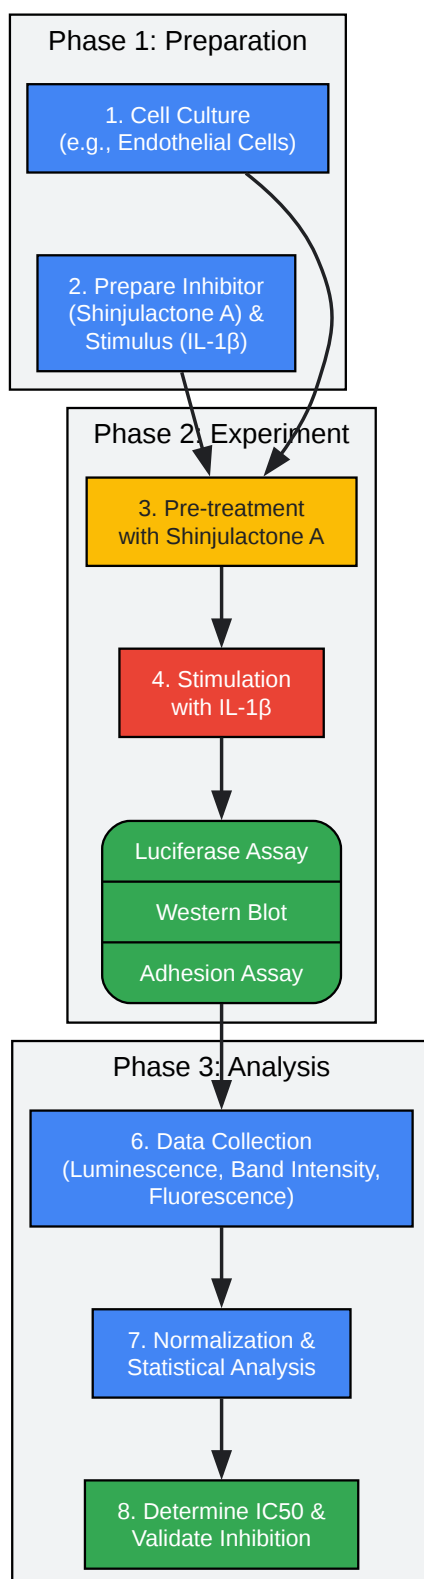 Phase 1: Preparation
1. Cell Culture
(e.g., Endothelial Cells)
2. Prepare Inhibitor
(Shinjulactone A) &
Stimulus (IL-1β)
Phase 2: Experiment
3. Pre-treatment
with Shinjulactone A
4. Stimulation
with IL-1β
Luciferase Assay
Western Blot
Adhesion Assay
Phase 3: Analysis
6. Data Collection
(Luminescence, Band Intensity,
Fluorescence)
7. Normalization &
Statistical Analysis
8. Determine IC50 &
Validate Inhibition